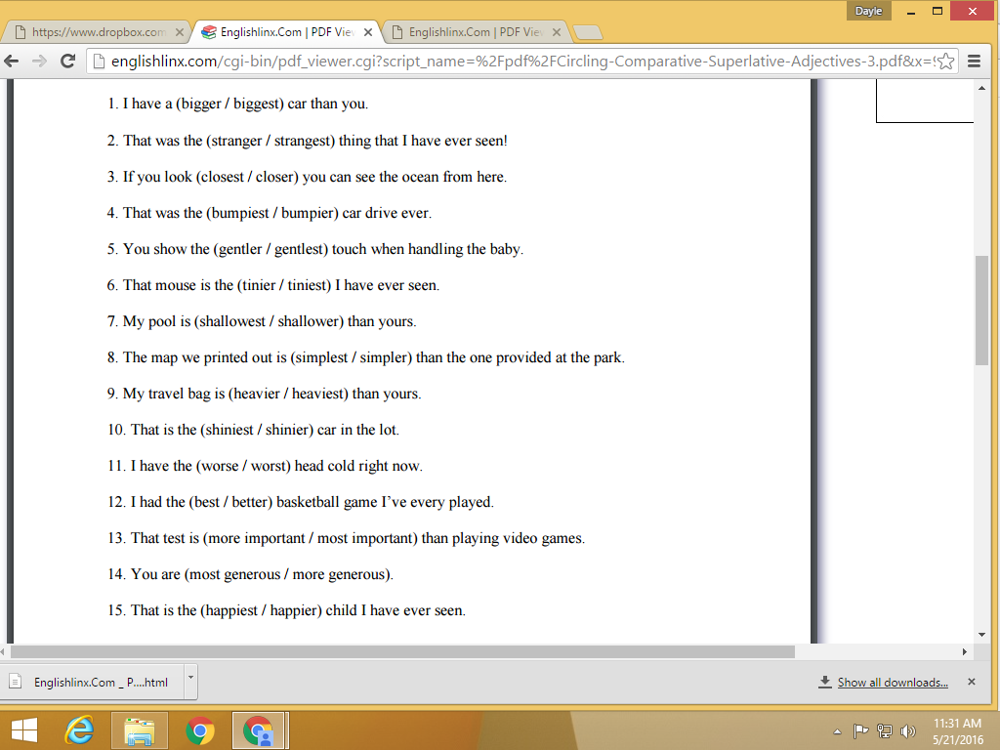 Dayle
https://www.dropbox.com
Englishlinx.Com | PDF View
Englishlinx.Com | PDF View
englishlinx.com/cgi-bin/pdf_viewer.cgi?script_name=%2Fpdf%2FCircling-Comparative-Superlative-Adjectives-3.pdf&x=
1. I have a (bigger / biggest) car than you.
2. That was the (stranger / strangest) thing that I have ever seen!
3. If you look (closest / closer) you can see the ocean from here.
4. That was the (bumpiest / bumpier) car drive ever.
5. You show the (gentler / gentlest) touch when handling the baby.
6. That mouse is the (tinier / tiniest) I have ever seen.
7. My pool is (shallowest / shallower) than yours.
8. The map we printed out is (simplest / simpler) than the one provided at the park.
9. My travel bag is (heavier / heaviest) than yours.
10. That is the (shiniest / shinier) car in the lot.
11. I have the (worse / worst) head cold right now.
12. I had the (best / better) basketball game I’ve every played.
13. That test is (more important / most important) than playing video games.
14. You are (most generous / more generous).
15. That is the (happiest / happier) child I have ever seen.
Englishlinx.Com _ P....html
Show all downloads...
11:31 AM
5/21/2016